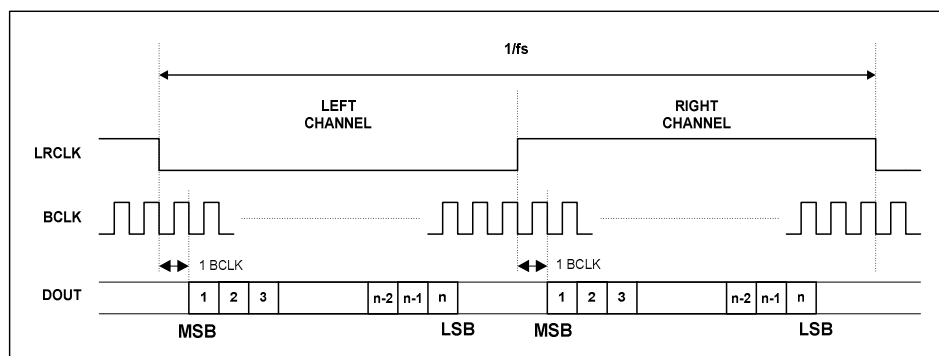 1/fs
LEFT
CHANNEL
RIGHT
CHANNEL
LRCLK
BCLK
1 BCLK
1 BCLK
DOUT
1 2 3 n-2 n-1 n 1 2 3 n-2 n-1 n
MSB LSB MSB LSB